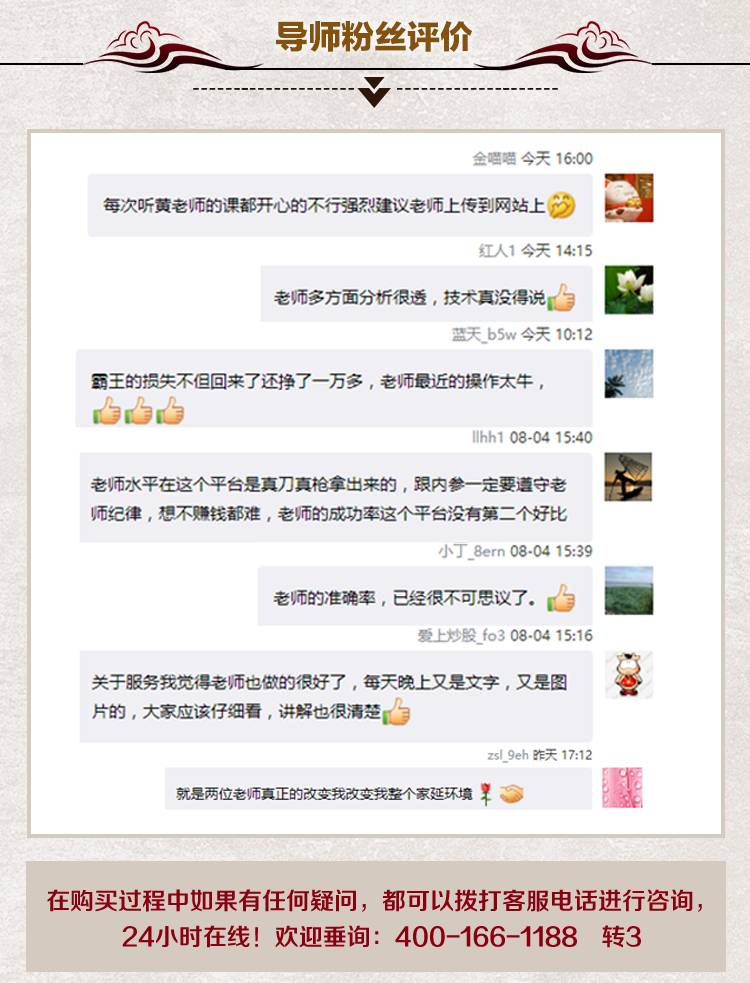 导师粉丝评价
金喵喵 今天 16:00
每次听黄老师的课都开心的不行强烈建议老师上传到网站上
红人1 今天 14:15
老师多方面分析很透，技术真没得说
蓝天_b5w 今天 10:12
霸王的损失不但回来了还挣了一万多，老师最近的操作太牛，
llhh1 08-04 15:40
老师水平在这个平台是真刀真枪拿出来的，跟内参一定要遵守老
师纪律，想不赚钱都难，老师的成功率这个平台没有第二个好比
小丁_8ern 08-04 15:39
老师的准确率，已经很不可思议了。
爱上炒股_fo3 08-04 15:16
关于服务我觉得老师也做的很好了，每天晚上又是文字，又是图
片的，大家应该仔细看，讲解也很清楚
zsl_9eh 昨天 17:12
就是两位老师真正的改变我改变我整个家延环境
在购买过程中如果有任何疑问，都可以拨打客服电话进行咨询，
24小时在线！欢迎垂询：400-166-1188 转3